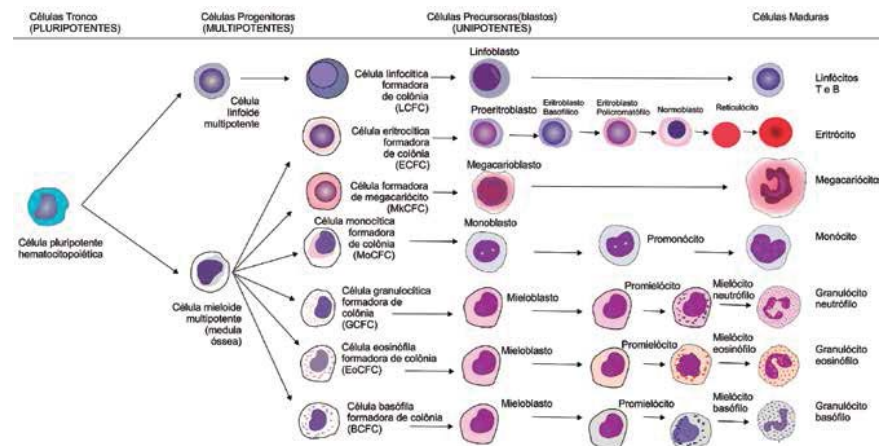 Células Tronco
(PLURIPOTENTES)
Células Progenitoras
(MULTIPOTENTES)
Células Precursoras(blastos)
(UNIPOTENTES)
Células Maduras
Célula
linfoide
multipotente
Célula linfocítica
formadora
de colônia
(LCFC)
Linfoblasto
Linfócitos
T e B
Célula eritrocítica
formadora
de colônia
(ECFC)
Proeritroblasto
Eritroblasto
Basofílico
Eritroblasto
Policromatófilo
Normoblasto
Reticulócito
Eritrócito
Célula formadora
de megacariócito
(MkCFC)
Megacarioblasto
Megacariócito
Célula pluripotente
hematocitopoiética
Célula monocítica
formadora
de colônia
(MoCFC)
Monoblasto
Promonócito
Monócito
Célula mieloide
multipotente
(medula
óssea)
Célula granulocítica
formadora de
colônia
(GCFC)
Mieloblasto
Promielócito
Mielócito
neutrófilo
Granulócito
neutrófilo
Célula eosinófila
formadora de colônia
(EoCFC)
Mieloblasto
Promielócito
Mielócito
eosinófilo
Granulócito
eosinófilo
Célula basófila
formadora de colônia
(BCFC)
Mieloblasto
Promielócito
Mielócito
basófilo
Granulócito
basófilo